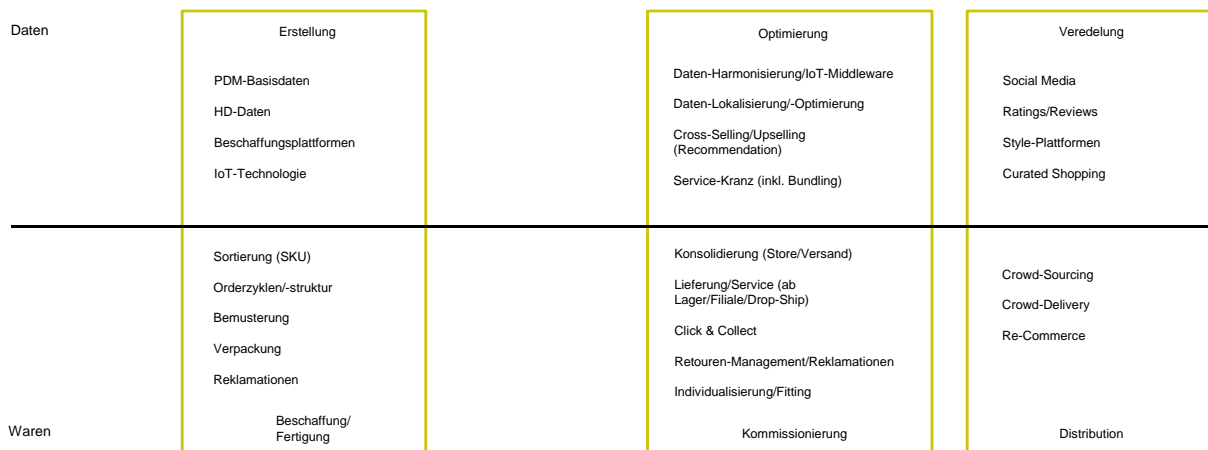 Daten
Erstellung
PDM-Basisdaten
HD-Daten
Beschaffungsplattformen
IoT-Technologie
Optimierung
Daten-Harmonisierung/IoT-Middleware
Daten-Lokalisierung/-Optimierung
Cross-Selling/Upselling
(Recommendation)
Service-Kranz (inkl. Bundling)
Veredelung
Social Media
Ratings/Reviews
Style-Plattformen
Curated Shopping
Sortierung (SKU)
Orderzyklen/-struktur
Bemusterung
Verpackung
Reklamationen
Konsolidierung (Store/Versand)
Lieferung/Service (ab
Lager/Filiale/Drop-Ship)
Click & Collect
Retouren-Management/Reklamationen
Individualisierung/Fitting
Crowd-Sourcing
Crowd-Delivery
Re-Commerce
Waren
Beschaffung/
Fertigung
Kommissionierung
Distribution